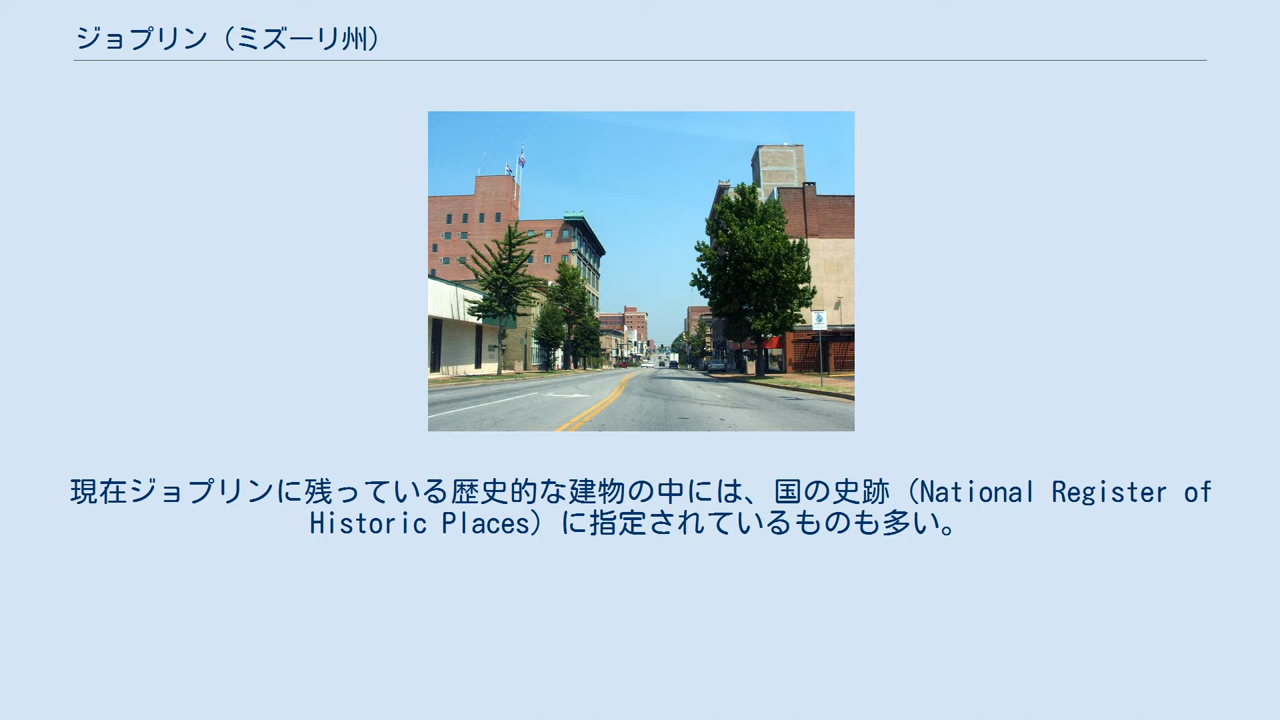 ジョプリン（ミズーリ州）
現在ジョプリンに残っている歴史的な建物の中には、国の史跡（National Register of
Historic Places）に指定されているものも多い。